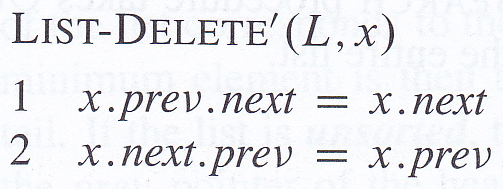 LIST-DELETE′(L, x)
1 x.prev.next = x.next
2 x.next.prev = x.prev